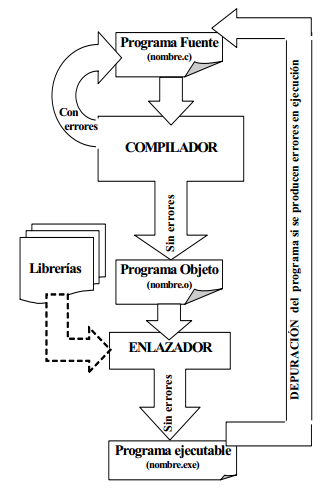 Programa Fuente
(nombre.c)
Con
errores
COMPILADOR
Sin errores
Librerías
Programa Objeto
(nombre.o)
ENLAZADOR
Sin errores
Programa ejecutable
(nombre.exe)
DEPURACIÓN del programa si se producen errores en ejecución